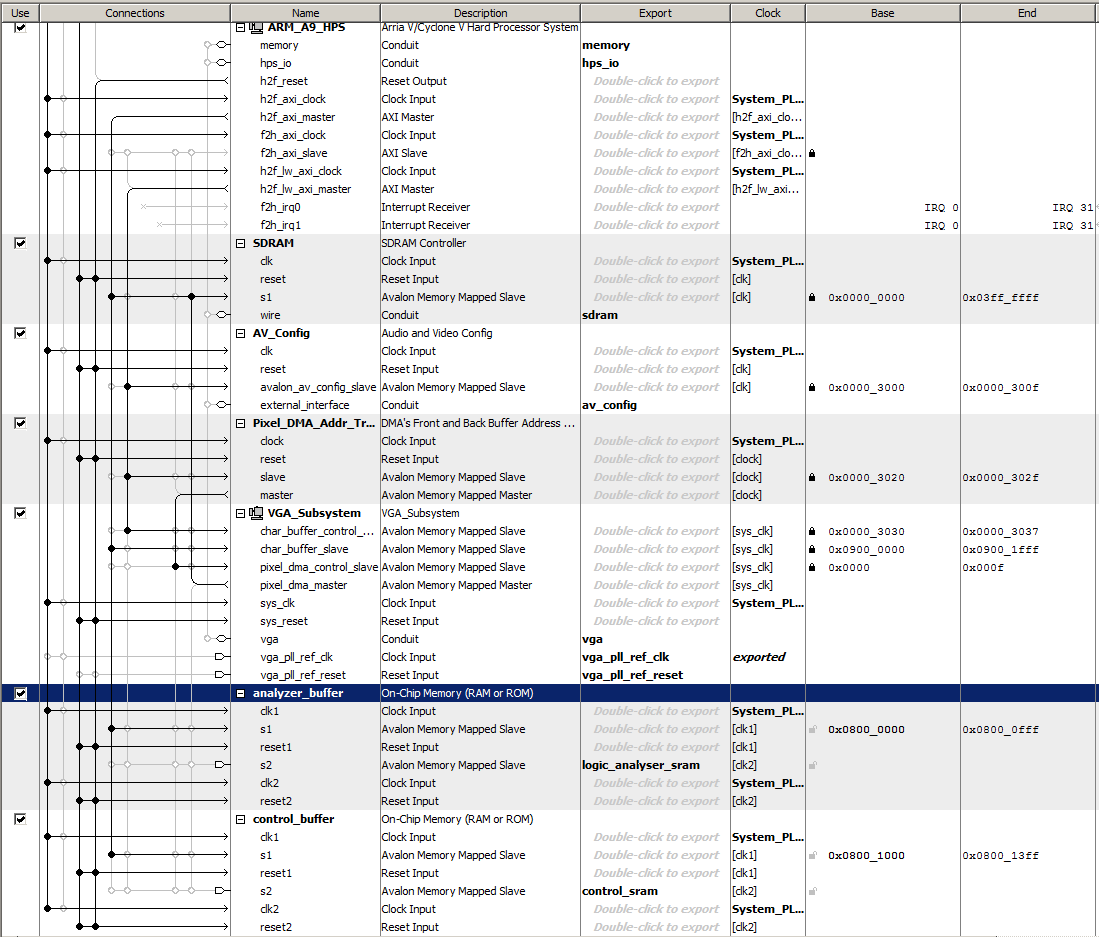 Use Connections Name Description Export Clock Base End
ARM_A9_HPS Arria V/Cyclone V Hard Processor System
memory Conduit memory
hps_io Conduit hps_io
h2f_reset Reset Output Double-click to export
h2f_axi_clock Clock Input Double-click to export System_PL...
h2f_axi_master AXI Master Double-click to export [h2f_axi_clo...
f2h_axi_clock Clock Input Double-click to export System_PL...
f2h_axi_slave AXI Slave Double-click to export [f2h_axi_clo...
h2f_lw_axi_clock Clock Input Double-click to export System_PL...
h2f_lw_axi_master AXI Master Double-click to export [h2f_lw_axi...
f2h_irq0 Interrupt Receiver Double-click to export IRQ 0 IRQ 31
f2h_irq1 Interrupt Receiver Double-click to export IRQ 0 IRQ 31
SDRAM SDRAM Controller
clk Clock Input Double-click to export System_PL...
reset Reset Input Double-click to export [clk]
s1 Avalon Memory Mapped Slave Double-click to export [clk] 0x0000_0000 0x03ff_ffff
wire Conduit sdram
AV_Config Audio and Video Config
clk Clock Input Double-click to export System_PL...
reset Reset Input Double-click to export [clk]
avalon_av_config_slave Avalon Memory Mapped Slave Double-click to export [clk] 0x0000_3000 0x0000_300f
external_interface Conduit av_config
Pixel_DMA_Addr_Tr... DMA's Front and Back Buffer Address ...
clock Clock Input Double-click to export System_PL...
reset Reset Input Double-click to export [clock]
slave Avalon Memory Mapped Slave Double-click to export [clock] 0x0000_3020 0x0000_302f
master Avalon Memory Mapped Master Double-click to export [clock]
VGA_Subsystem VGA_Subsystem
char_buffer_control_... Avalon Memory Mapped Slave Double-click to export [sys_clk] 0x0000_3030 0x0000_3037
char_buffer_slave Avalon Memory Mapped Slave Double-click to export [sys_clk] 0x0900_0000 0x0900_1fff
pixel_dma_control_slave Avalon Memory Mapped Slave Double-click to export [sys_clk] 0x0000 0x000f
pixel_dma_master Avalon Memory Mapped Master Double-click to export [sys_clk]
sys_clk Clock Input Double-click to export System_PL...
sys_reset Reset Input Double-click to export
vga Conduit vga
vga_pll_ref_clk Clock Input vga_pll_ref_clk exported
vga_pll_ref_reset Reset Input vga_pll_ref_reset
analyzer_buffer On-Chip Memory (RAM or ROM)
clk1 Clock Input Double-click to export System_PL...
s1 Avalon Memory Mapped Slave Double-click to export [clk1] 0x0800_0000 0x0800_0fff
reset1 Reset Input Double-click to export [clk1]
s2 Avalon Memory Mapped Slave logic_analyser_sram [clk2]
clk2 Clock Input Double-click to export System_PL...
reset2 Reset Input Double-click to export [clk2]
control_buffer On-Chip Memory (RAM or ROM)
clk1 Clock Input Double-click to export System_PL...
s1 Avalon Memory Mapped Slave Double-click to export [clk1] 0x0800_1000 0x0800_13ff
reset1 Reset Input Double-click to export [clk1]
s2 Avalon Memory Mapped Slave control_sram [clk2]
clk2 Clock Input Double-click to export System_PL...
reset2 Reset Input Double-click to export [clk2]